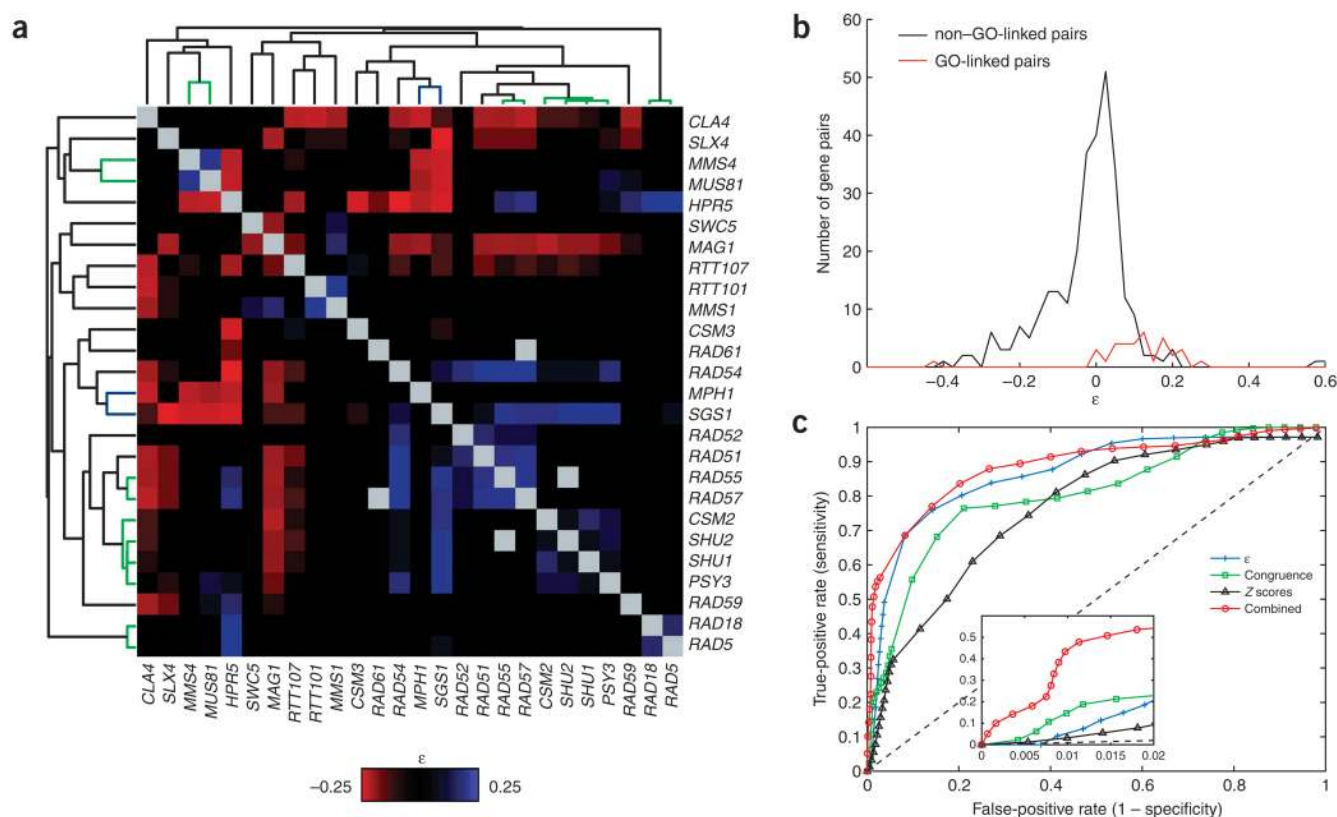 a
CLA4
SLX4
MMS4
MUS81
HPR5
SWC5
MAG1
RTT107
RTT101
MMS1
CSM3
RAD61
RAD54
MPH1
SGS1
RAD52
RAD51
RAD55
RAD57
CSM2
SHU2
SHU1
PSY3
RAD59
RAD18
RAD5
CLA4
SLX4
MMS4
MUS81
HPR5
SWC5
MAG1
RTT107
RTT101
MMS1
CSM3
RAD61
RAD54
MPH1
SGS1
RAD52
RAD51
RAD55
RAD57
CSM2
SHU2
SHU1
PSY3
RAD59
RAD18
RAD5
ε
−0.25 0.25
b
60
50
40
30
20
10
0
Number of gene pairs
non–GO-linked pairs
GO-linked pairs
−0.4 −0.2 0 0.2 0.4 0.6
ε
c
1
0.9
0.8
0.7
0.6
0.5
0.4
0.3
0.2
0.1
0
True-positive rate (sensitivity)
ε
Congruence
Z scores
Combined
0.5
0.4
0.3
0.2
0.1
0
0 0.005 0.010 0.015 0.02
0 0.2 0.4 0.6 0.8 1
False-positive rate (1 – specificity)